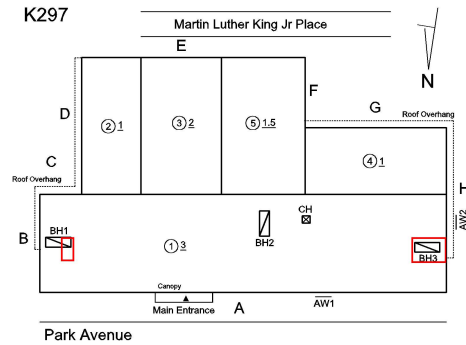 K297
Martin Luther King Jr Place
E
N
D
F
G
Roof Overhang
2 1
3 2
5 1.5
4 1
C
Roof Overhang
H
B
BH1
BH2
CH
AW2
BH3
1 3
Canopy
Main Entrance
A
AW1
Park Avenue